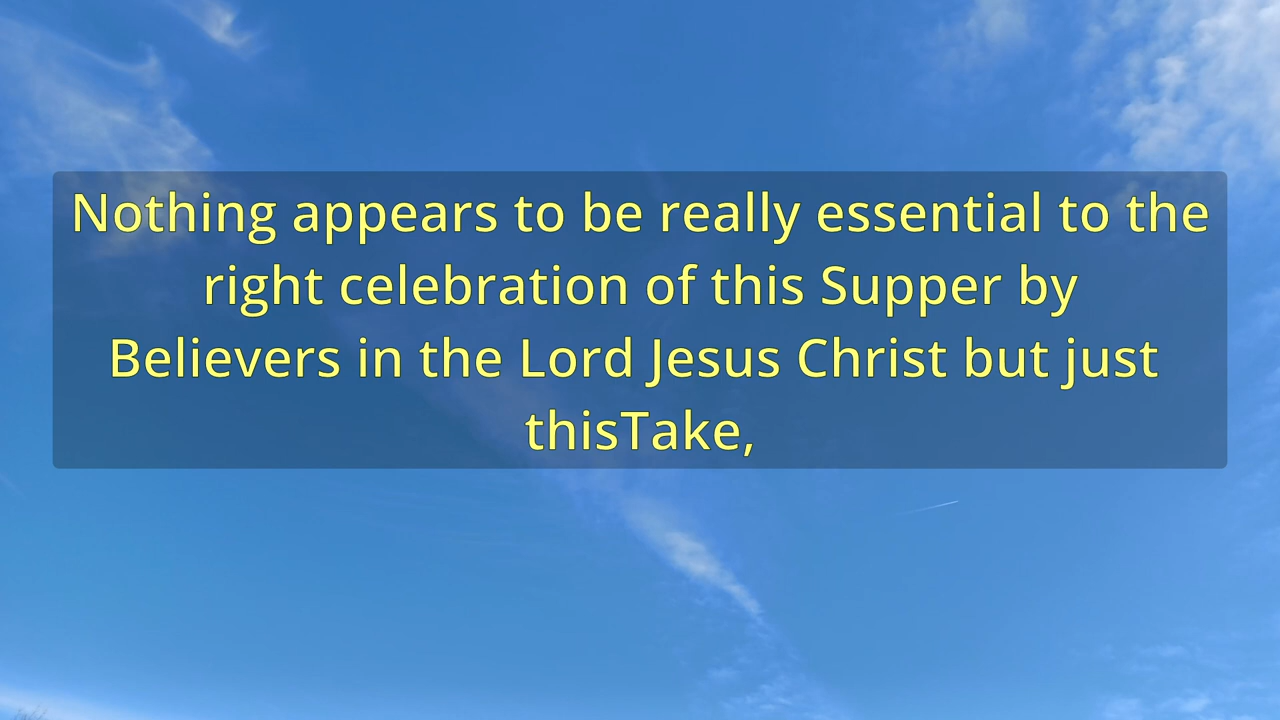 Nothing appears to be really essential to the
right celebration of this Supper by
Believers in the Lord Jesus Christ but just
thisTake,